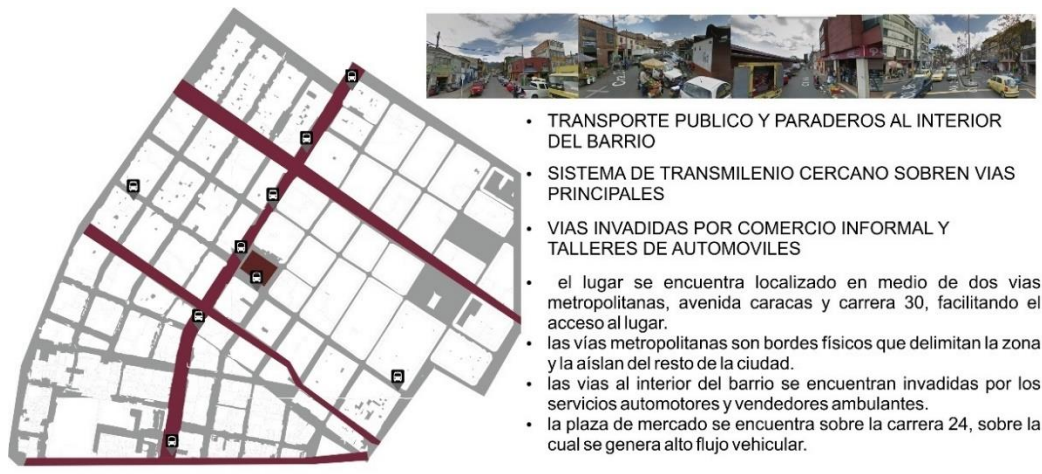 • TRANSPORTE PUBLICO Y PARADEROS AL INTERIOR
DEL BARRIO
• SISTEMA DE TRANSMILENIO CERCANO SOBREN VIAS
PRINCIPALES
• VIAS INVADIDAS POR COMERCIO INFORMAL Y
TALLERES DE AUTOMOVILES
• el lugar se encuentra localizado en medio de dos vias
metropolitanas, avenida caracas y carrera 30, facilitando el
acceso al lugar.
• las vías metropolitanas son bordes físicos que delimitan la zona
y la aíslan del resto de la ciudad.
• las vias al interior del barrio se encuentran invadidas por los
servicios automotores y vendedores ambulantes.
• la plaza de mercado se encuentra sobre la carrera 24, sobre la
cual se genera alto flujo vehicular.